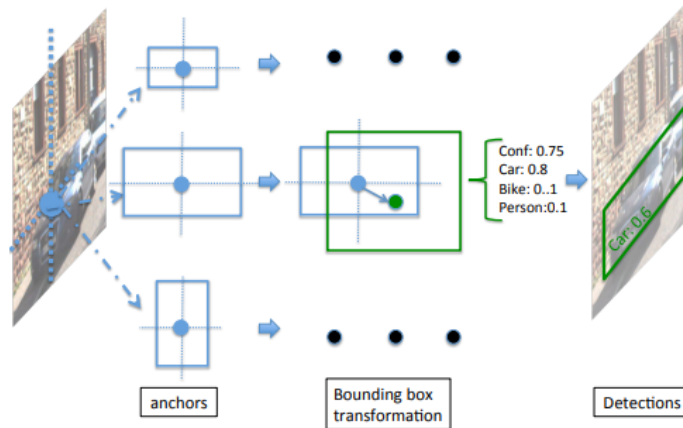 Conf: 0.75
Car: 0.8
Bike: 0..1
Person:0.1
Car: 0.6
anchors
Bounding box
transformation
Detections